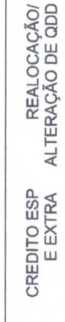 CREDITO ESP
E EXTRA
REALOCAÇÃO/
ALTERAÇÃO DE QDD